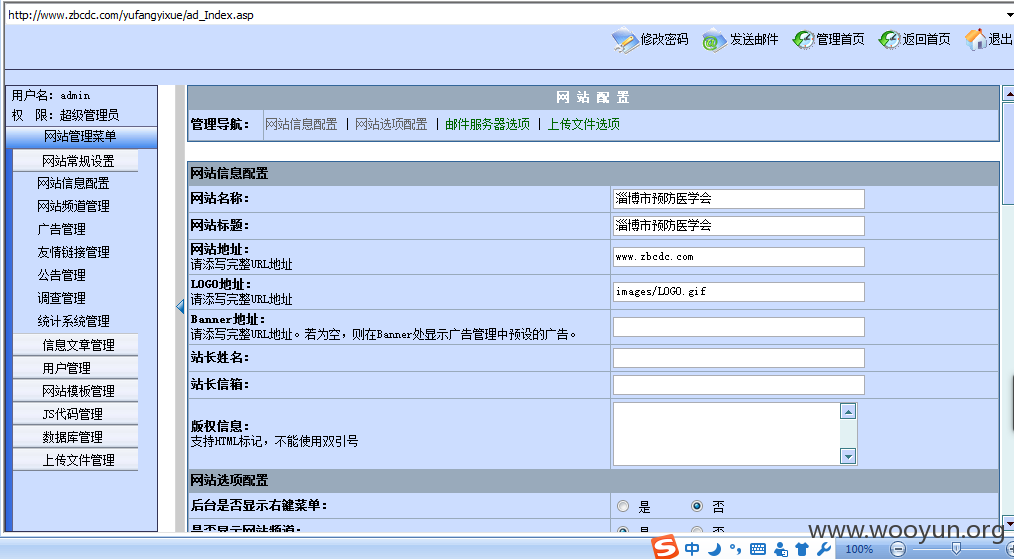 http://www.zbcdc.com/yufangyixue/ad_Index.asp
修改密码 发送邮件 管理首页 返回首页 退出
用户名: admin
权 限: 超级管理员
网站管理菜单
网站常规设置
网站信息配置
网站频道管理
广告管理
友情链接管理
公告管理
调查管理
统计系统管理
信息文章管理
用户管理
网站模板管理
JS代码管理
数据库管理
上传文件管理
网 站 配 置
管理导航: 网站信息配置 | 网站选项配置 | 邮件服务器选项 | 上传文件选项
网站信息配置
网站名称: 淄博市预防医学会
网站标题: 淄博市预防医学会
网站地址:
请添写完整URL地址
www.zbcdc.com
LOGO地址:
请添写完整URL地址
images/LOGO.gif
Banner地址:
请添写完整URL地址。若为空，则在Banner处显示广告管理中预设的广告。
站长姓名:
站长信箱:
版权信息:
支持HTML标记，不能使用双引号
网站选项配置
后台是否显示右键菜单: 是 否
是否显示网站频道: 是 否
www.wooyun.org
S 中
100%